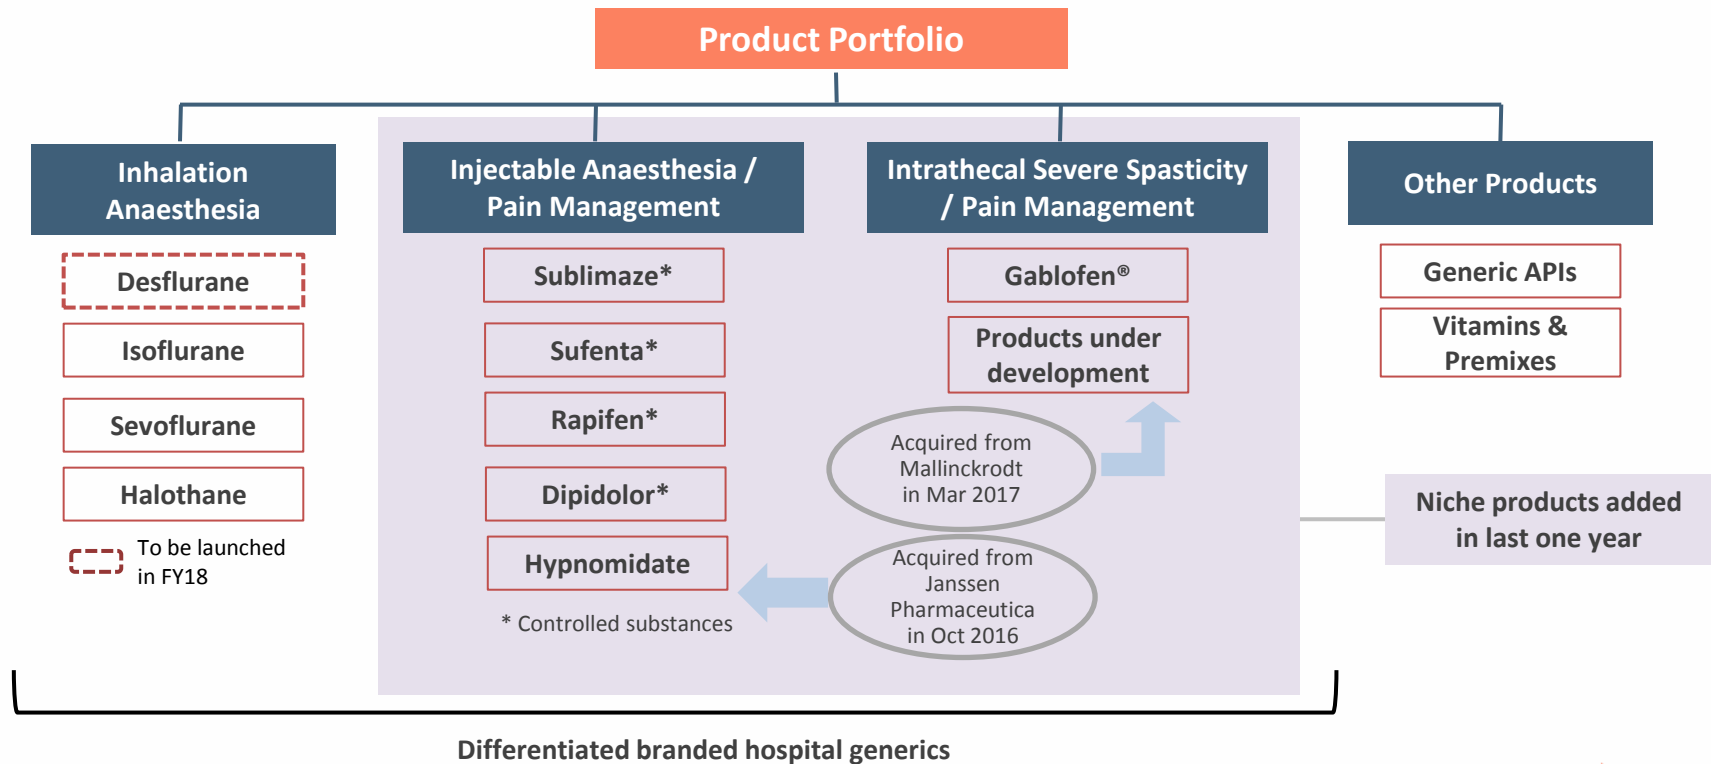 Product Portfolio
Inhalation
Anaesthesia
Desflurane
Isoflurane
Sevoflurane
Halothane
To be launched
in FY18
Injectable Anaesthesia /
Pain Management
Sublimaze*
Sufenta*
Rapifen*
Dipidolor*
Hypnomidate
* Controlled substances
Intrathecal Severe Spasticity
/ Pain Management
Gablofen®
Products under
development
Acquired from
Mallinckrodt
in Mar 2017
Acquired from
Janssen
Pharmaceutica
in Oct 2016
Other Products
Generic APIs
Vitamins &
Premixes
Niche products added
in last one year
Differentiated branded hospital generics